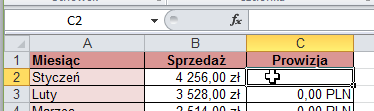 C2 fx
A B C
1 Miesiąc Sprzedaż Prowizja
2 Styczeń 4 256,00 zł
3 Luty 3 528,00 zł 0,00 PLN